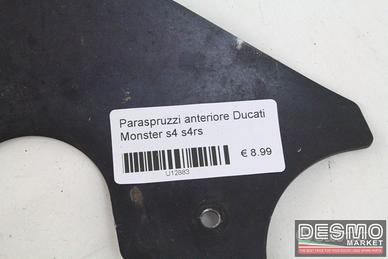 Paraspruzzi anteriore Ducati
Monster s4 s4rs
€ 8.99
U12883
DESMO
MARKET